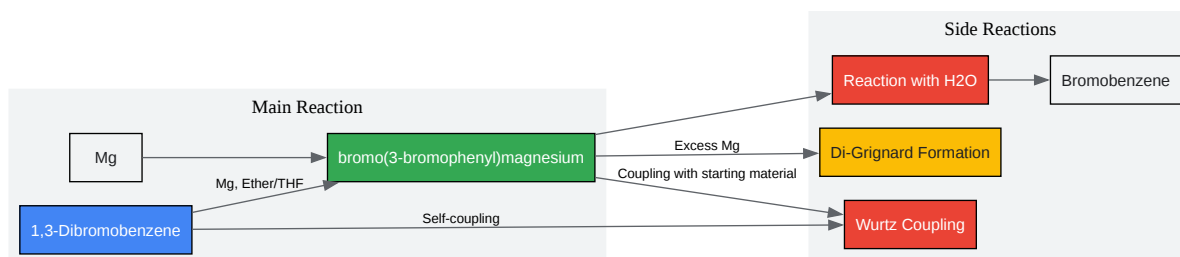 Side Reactions
Reaction with H2O
Bromobenzene
Main Reaction
Mg
bromo(3-bromophenyl)magnesium
Excess Mg
Di-Grignard Formation
Coupling with starting material
Mg, Ether/THF
1,3-Dibromobenzene
Self-coupling
Wurtz Coupling